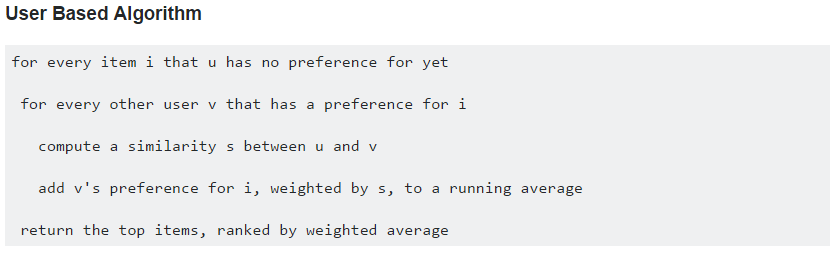 User Based Algorithm
for every item i that u has no preference for yet
for every other user v that has a preference for i
compute a similarity s between u and v
add v's preference for i, weighted by s, to a running average
return the top items, ranked by weighted average